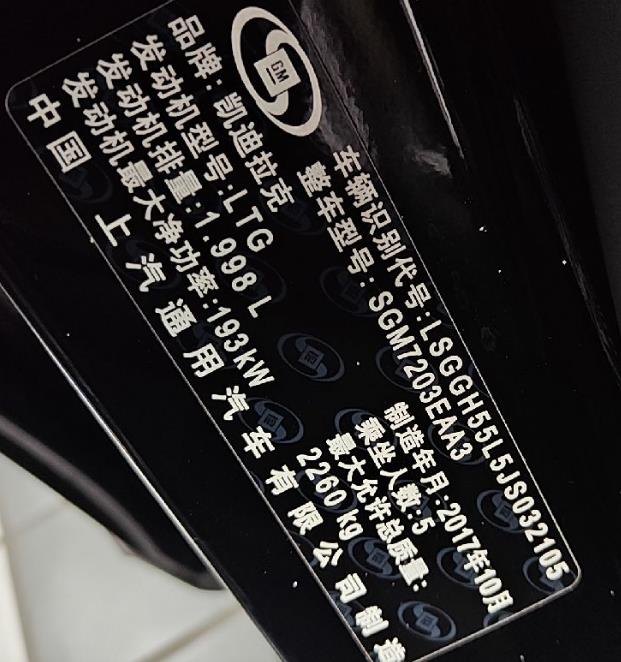 GM
车辆识别代号:LSGGH55L5JS032105
整车型号:SGM7203EAA3
品牌:凯迪拉克
制造年月:2017年10月
发动机型号:LTG
乘坐人数:5
发动机排量:1.998 L
最大允许总质量:
发动机最大净功率:193kW
2260 kg
中国 上汽通用汽车有限公司制造